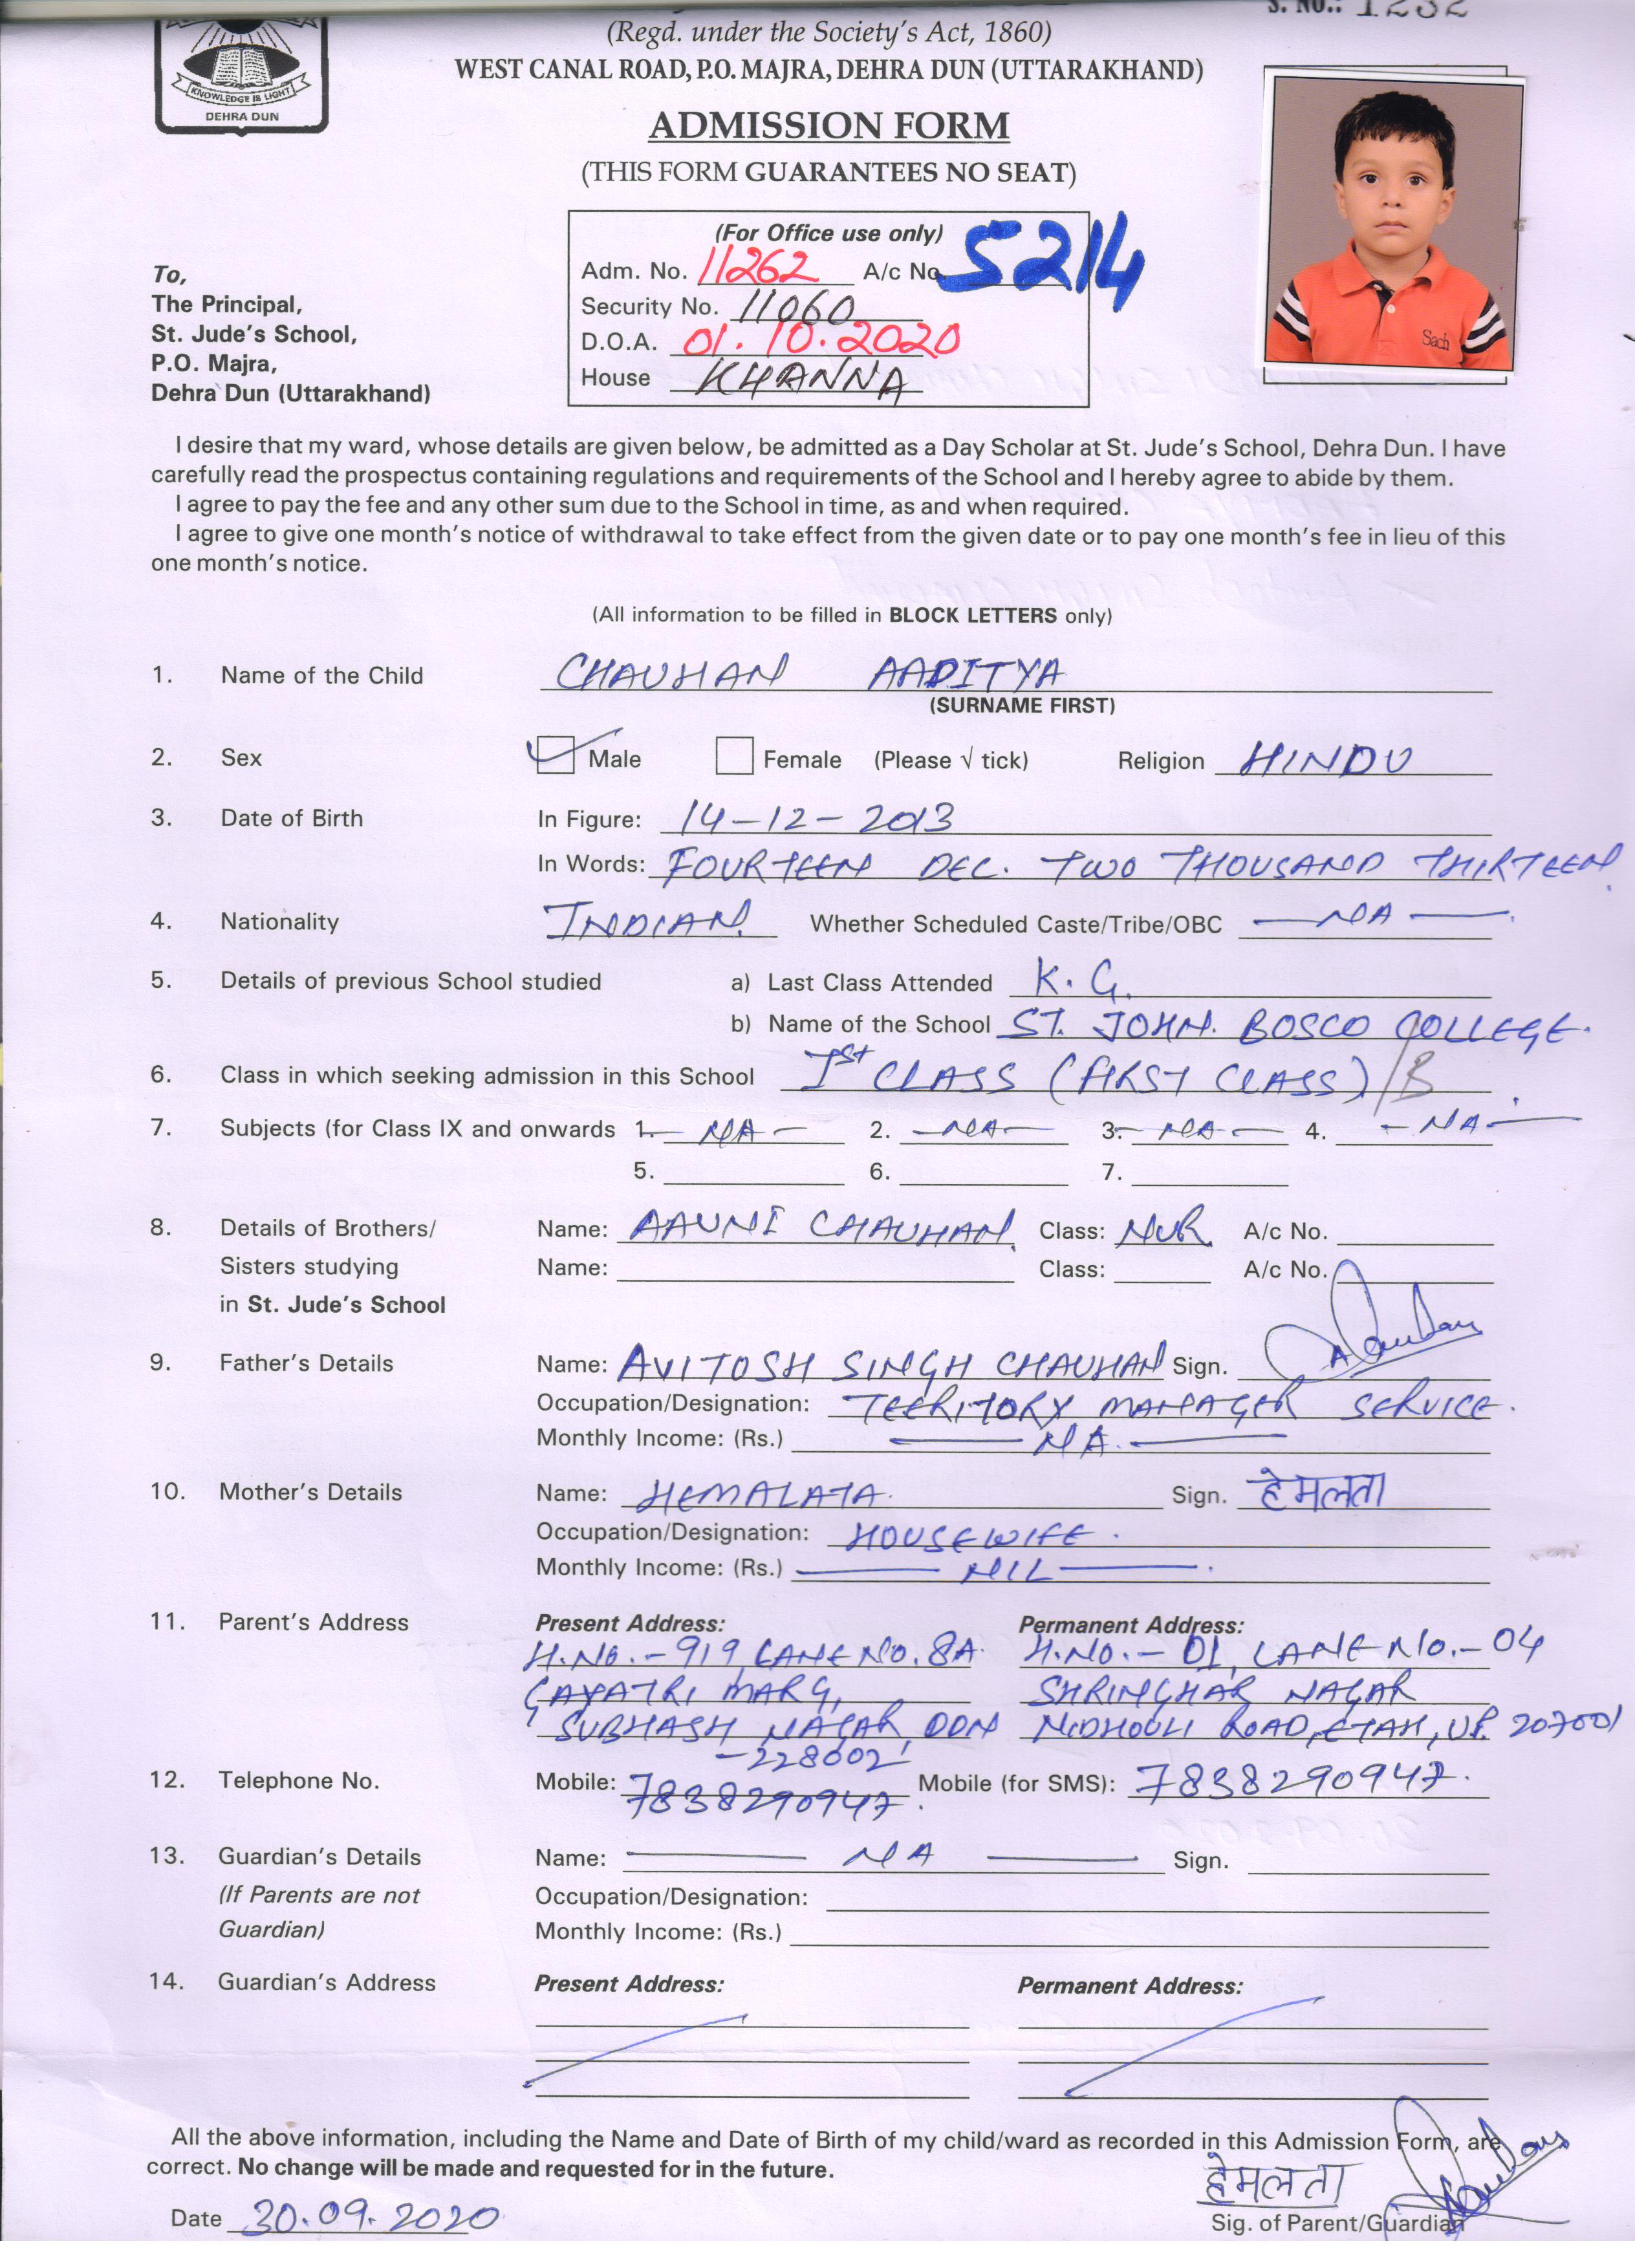 S. No.: 1232
(Regd. under the Society's Act, 1860)
WEST CANAL ROAD, P.O. MAJRA, DEHRA DUN (UTTARAKHAND)
KNOWLEDGE IS LIGHT
DEHRA DUN
ADMISSION FORM
(THIS FORM GUARANTEES NO SEAT)
(For Office use only)
Adm. No. 11262 A/c No. 5214
Security No. 11060
D.O.A. 01.10.2020
House KHANNA
Sach
To,
The Principal,
St. Jude's School,
P.O. Majra,
Dehra Dun (Uttarakhand)
I desire that my ward, whose details are given below, be admitted as a Day Scholar at St. Jude's School, Dehra Dun. I have
carefully read the prospectus containing regulations and requirements of the School and I hereby agree to abide by them.
I agree to pay the fee and any other sum due to the School in time, as and when required.
I agree to give one month's notice of withdrawal to take effect from the given date or to pay one month's fee in lieu of this
one month's notice.
(All information to be filled in BLOCK LETTERS only)
1. Name of the Child CHAUHAN AADITYA
(SURNAME FIRST)
2. Sex Male Female (Please √ tick) Religion HINDU
3. Date of Birth In Figure: 14-12-2013
In Words: FOURTEEN DEC. TWO THOUSAND THIRTEEN
4. Nationality INDIAN. Whether Scheduled Caste/Tribe/OBC — NA —
5. Details of previous School studied a) Last Class Attended K.G.
b) Name of the School ST. JOHN. BOSCO COLLEGE.
6. Class in which seeking admission in this School Ist CLASS (FIRST CLASS) /B
7. Subjects (for Class IX and onwards 1. — NA — 2. — NA — 3. — NA — 4. — NA —
5. 6. 7.
8. Details of Brothers/ Name: AAUNI CHAUHAN Class: NUR A/c No.
Sisters studying Name: Class: A/c No.
in St. Jude's School
9. Father's Details Name: AVITOSH SINGH CHAUHAN Sign.
Occupation/Designation: TEERITORY MANAGER SERVICE.
Monthly Income: (Rs.) — NA. —
10. Mother's Details Name: HEMALATA. Sign. हेमलता
Occupation/Designation: HOUSEWIFE.
Monthly Income: (Rs.) — NIL —
11. Parent's Address Present Address: Permanent Address:
H.NO.-919, LANE NO. 8A. H.NO.- 01, LANE NO.- 04
GAYATRI MARG, SHRINGHAR NAGAR
SUBHASH NAGAR, DDN NIDHOULI ROAD, ETAH, U.P. 207001
-228002
12. Telephone No. Mobile: 7838290947. Mobile (for SMS): 7838290947.
13. Guardian's Details Name: — NA — Sign.
(If Parents are not Occupation/Designation:
Guardian) Monthly Income: (Rs.)
14. Guardian's Address Present Address: Permanent Address:
All the above information, including the Name and Date of Birth of my child/ward as recorded in this Admission Form, are
correct. No change will be made and requested for in the future.
हेमलता
Date 30.09.2020 Sig. of Parent/Guardian